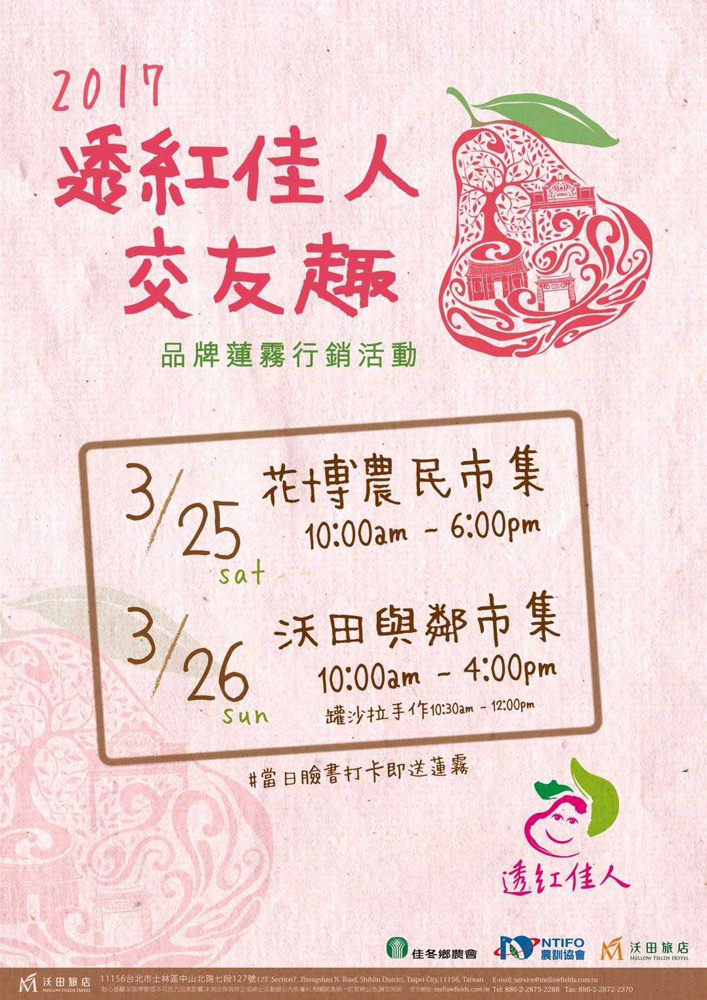 2017
透紅佳人
交友趣
品牌蓮霧行銷活動
3/25
sat
花博農民市集
10:00am - 6:00pm
3/26
sun
沃田與鄰市集
10:00am - 4:00pm
罐沙拉手作10:30am - 12:00pm
#當日臉書打卡即送蓮霧
透紅佳人
佳冬鄉農會
NTIFO
農訓協會
沃田旅店
MELLOW FIELDS HOTEL
沃田旅店
MELLOW FIELDS HOTEL
11156台北市士林區中山北路七段127號127, Section7, Zhongshan N. Road, Shihlin District, Taipei City,11156, Taiwan. E-mail: service@mellowfields.com.tw
貼心提醒:如因季節或不可抗力因素影響,本旅店保有修正或終止活動部分內容權利,相關訊息統一於官網公告,請您見諒 官方網站: mellowfields.com.tw Tel: 886-2-2875-2288 Tax: 886-2-2872-2370